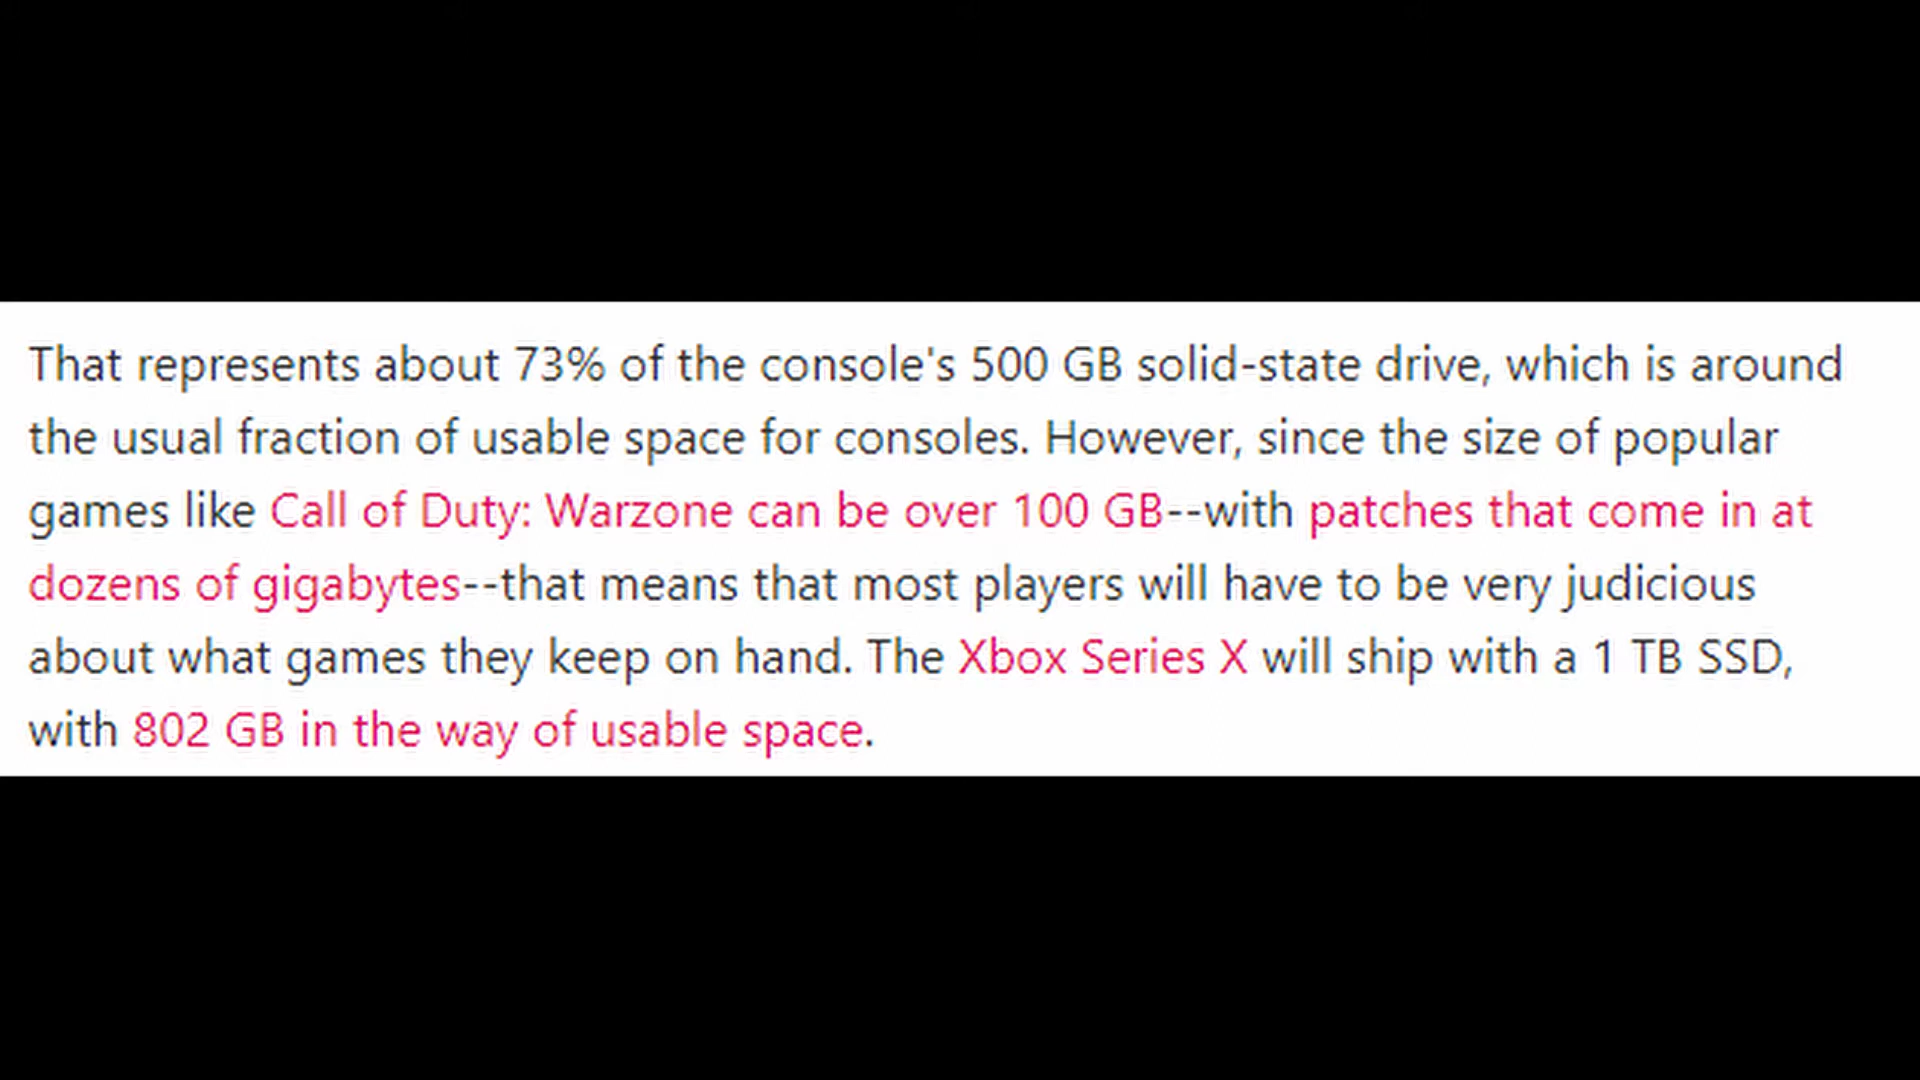 That represents about 73% of the console's 500 GB solid-state drive, which is around
the usual fraction of usable space for consoles. However, since the size of popular
games like Call of Duty: Warzone can be over 100 GB--with patches that come in at
dozens of gigabytes--that means that most players will have to be very judicious
about what games they keep on hand. The Xbox Series X will ship with a 1 TB SSD,
with 802 GB in the way of usable space.